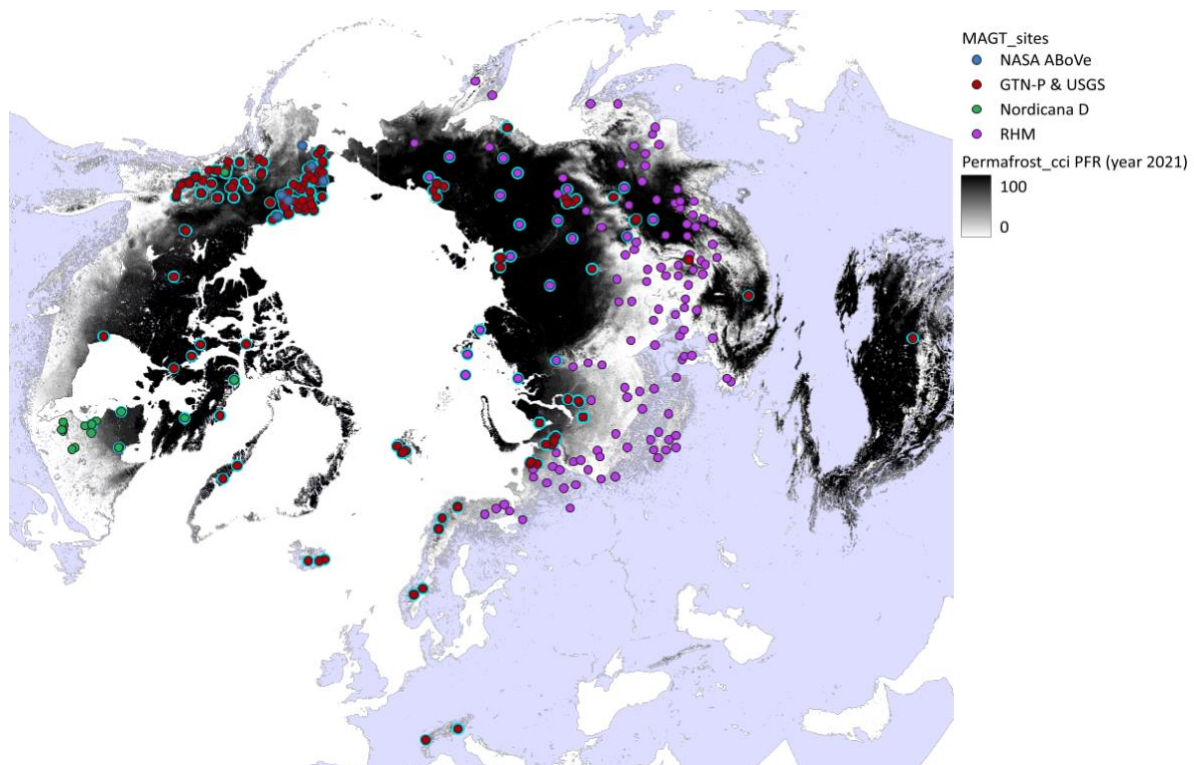 MAGT_sites
NASA ABoVe
GTN-P & USGS
Nordicana D
RHM
Permafrost_cci PFR (year 2021)
100
0